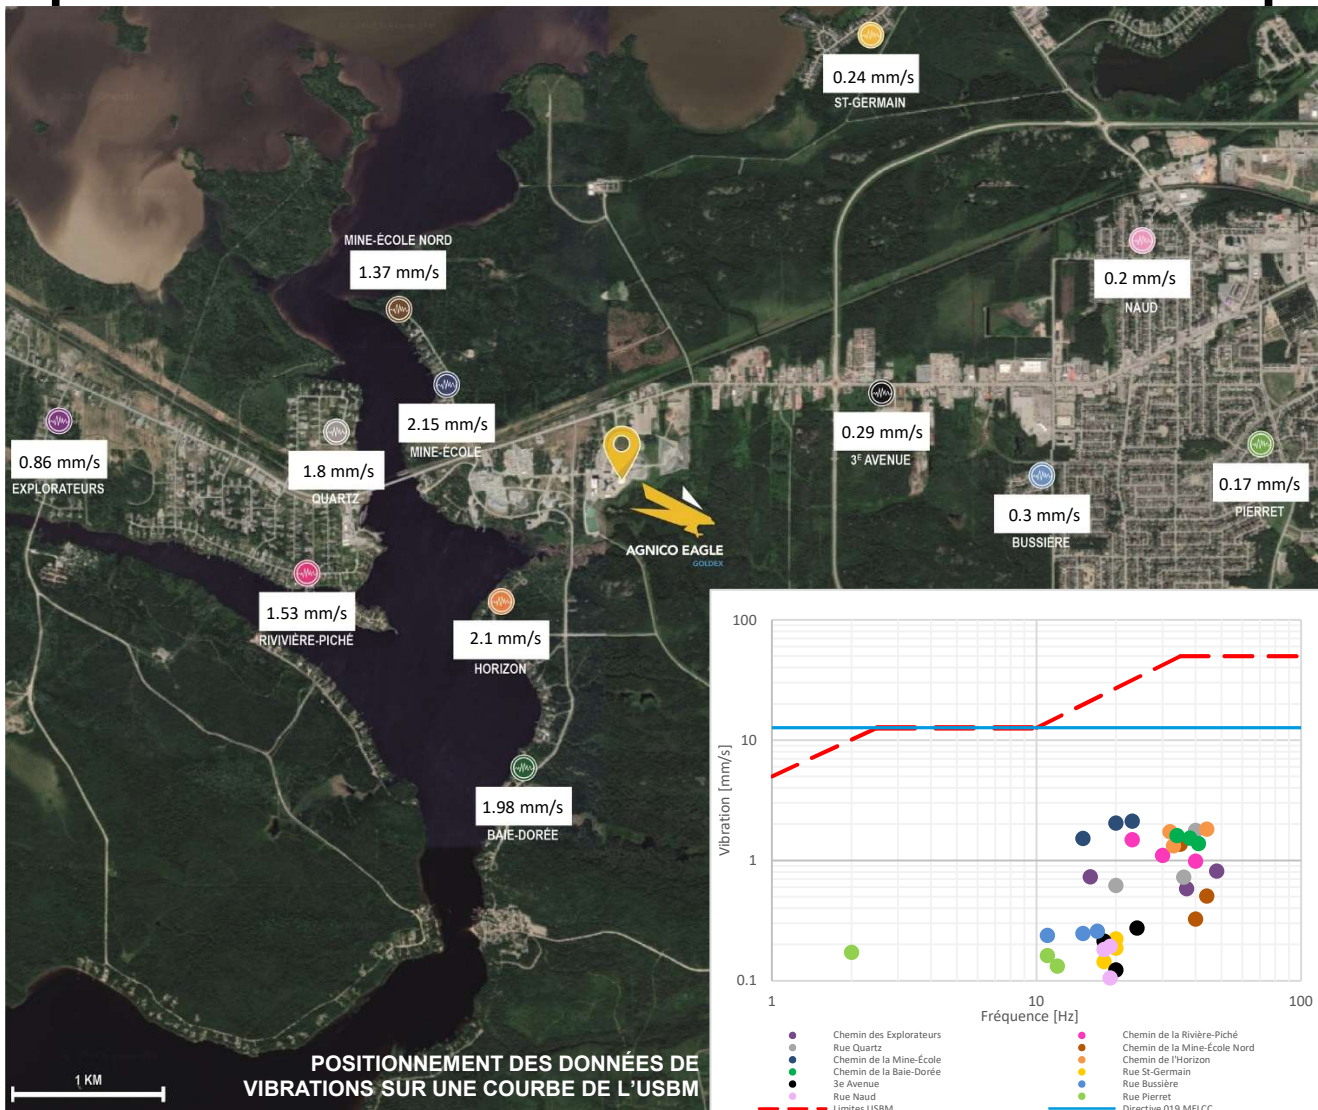 0.24 mm/s
ST-GERMAIN
MINE-ÉCOLE NORD
1.37 mm/s
0.2 mm/s
NAUD
2.15 mm/s
MINE-ÉCOLE
0.86 mm/s
EXPLORATEURS
1.8 mm/s
QUARTZ
0.29 mm/s
3E AVENUE
0.17 mm/s
PIERRET
0.3 mm/s
BUSSIÈRE
AGNICO EAGLE
GOLDEX
1.53 mm/s
RIVIVIÈRE-PICHÉ
2.1 mm/s
HORIZON
1.98 mm/s
BAIE-DORÉE
100
10
1
0.1
Vibration [mm/s]
1
10
100
Fréquence [Hz]
Chemin des Explorateurs
Chemin de la Rivière-Piché
Rue Quartz
Chemin de la Mine-École Nord
Chemin de la Mine-École
Chemin de l'Horizon
Chemin de la Baie-Dorée
Rue St-Germain
3e Avenue
Rue Bussière
Rue Naud
Rue Pierret
Limites USBM
Directive 019 MELCC
POSITIONNEMENT DES DONNÉES DE
VIBRATIONS SUR UNE COURBE DE L'USBM
1 KM